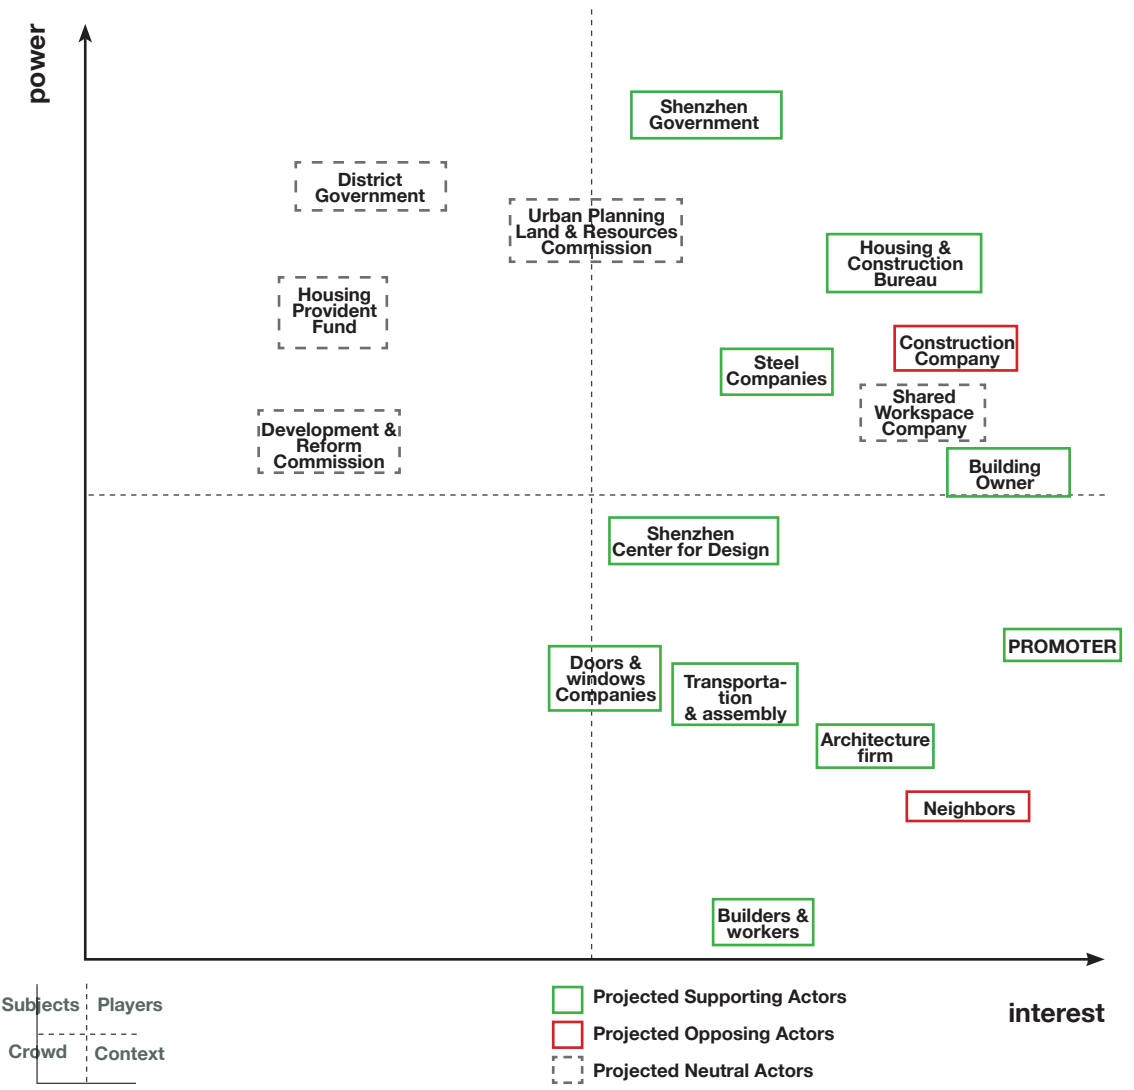 power
Shenzhen
Government
District
Government
Urban Planning
Land & Resources
Commission
Housing &
Construction
Bureau
Housing
Provident
Fund
Construction
Company
Steel
Companies
Shared
Workspace
Company
Development &
Reform
Commission
Building
Owner
Shenzhen
Center for Design
PROMOTER
Doors &
windows
Companies
Transporta-
tion
& assembly
Architecture
firm
Neighbors
Builders &
workers
interest
Subjects
Players
Crowd
Context
Projected Supporting Actors
Projected Opposing Actors
Projected Neutral Actors